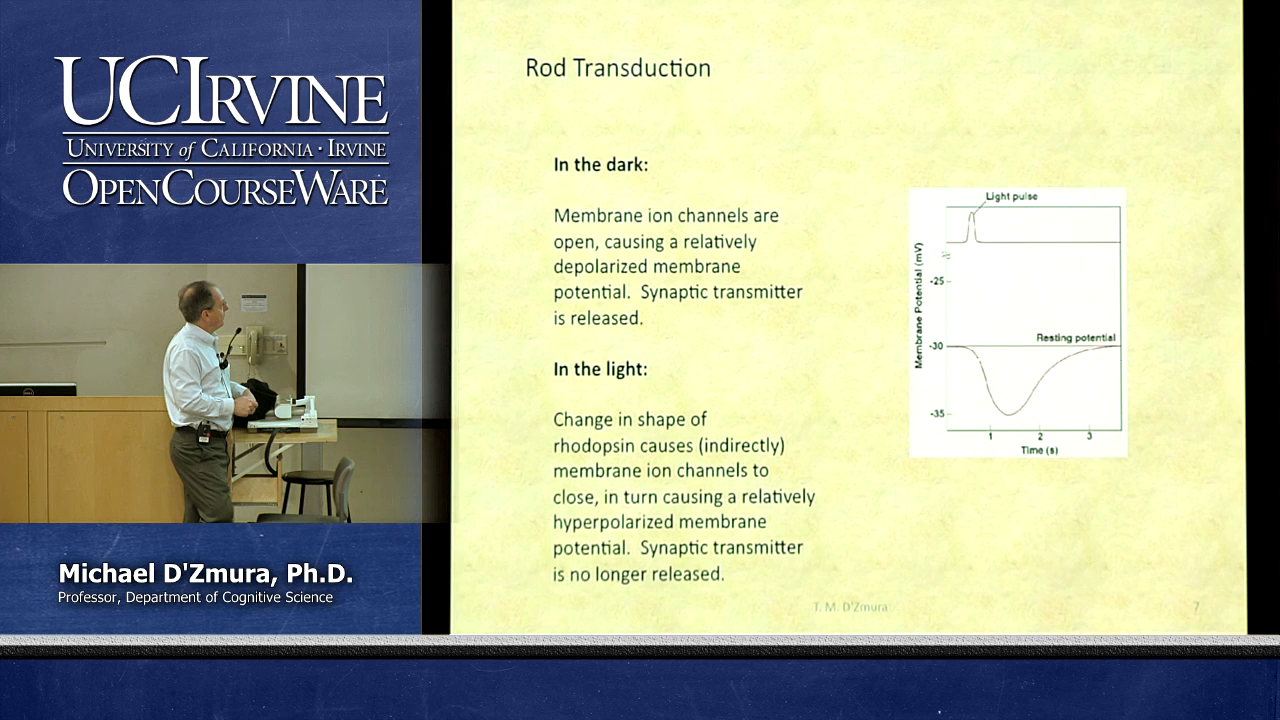 UCIRVINE
UNIVERSITY of CALIFORNIA · IRVINE
OPENCOURSEWARE
Michael D'Zmura, Ph.D.
Professor, Department of Cognitive Science
Rod Transduction
In the dark:
Membrane ion channels are
open, causing a relatively
depolarized membrane
potential. Synaptic transmitter
is released.
In the light:
Change in shape of
rhodopsin causes (indirectly)
membrane ion channels to
close, in turn causing a relatively
hyperpolarized membrane
potential. Synaptic transmitter
is no longer released.
Light pulse
Membrane Potential (mV)
-25
Resting potential
-30
-35
1 2 3
Time (s)
T. M. D'Zmura
7